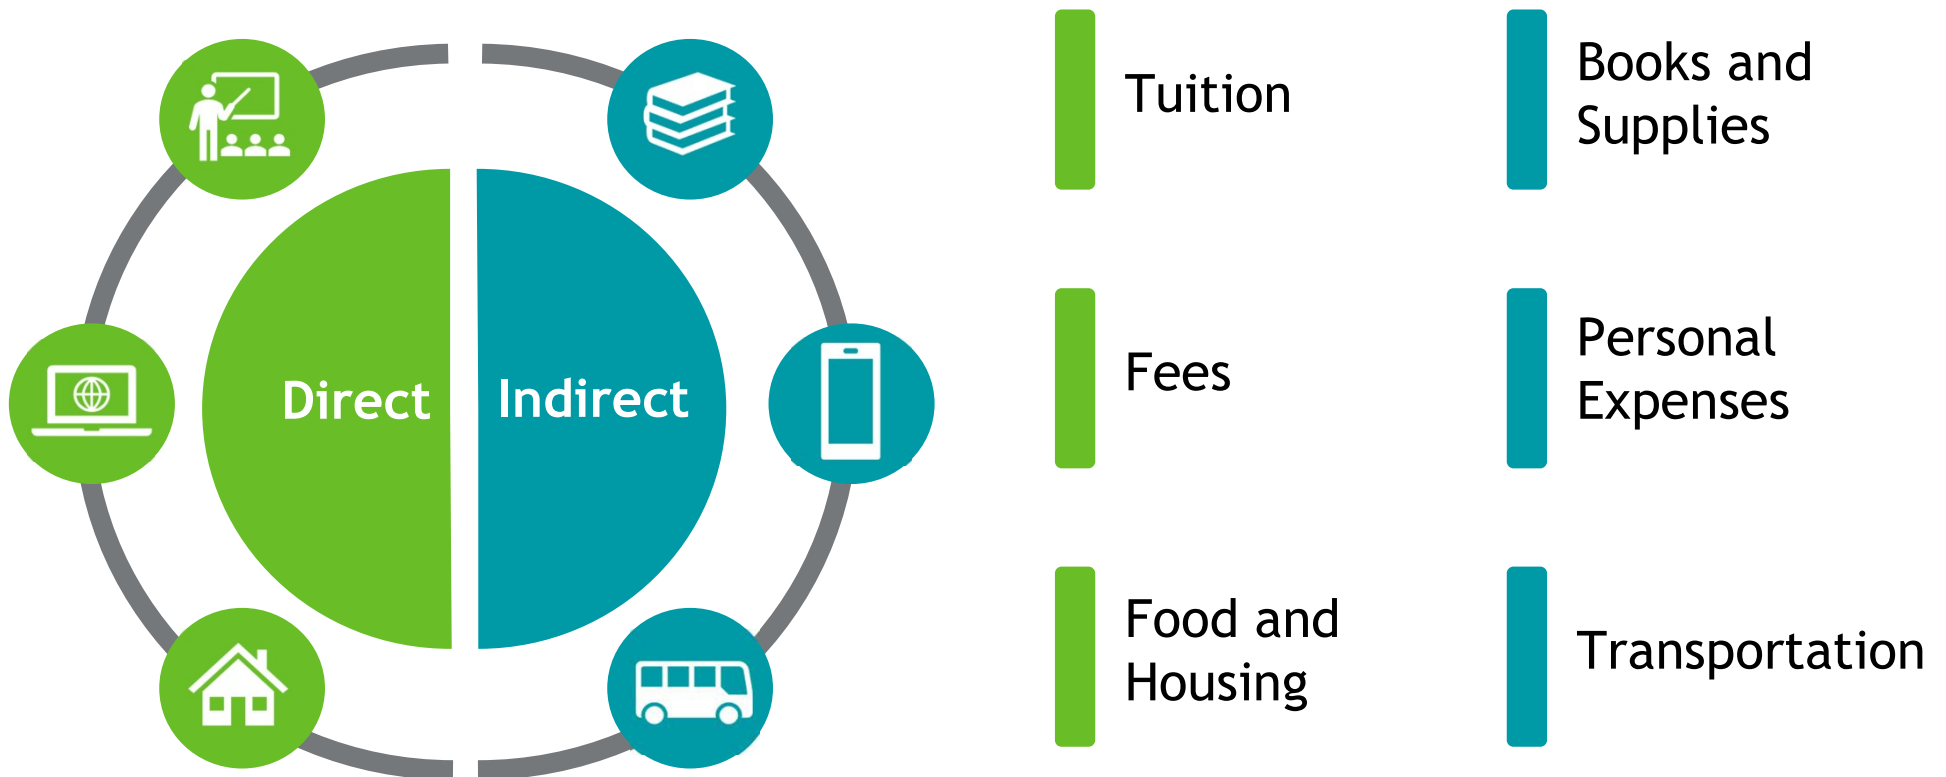 Direct
Indirect
Tuition
Books and
Supplies
Fees
Personal
Expenses
Food and
Housing
Transportation